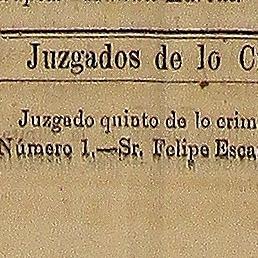 Juzgados de lo C
Juzgado quinto de lo crim
Número 1,—Sr. Felipe Esca